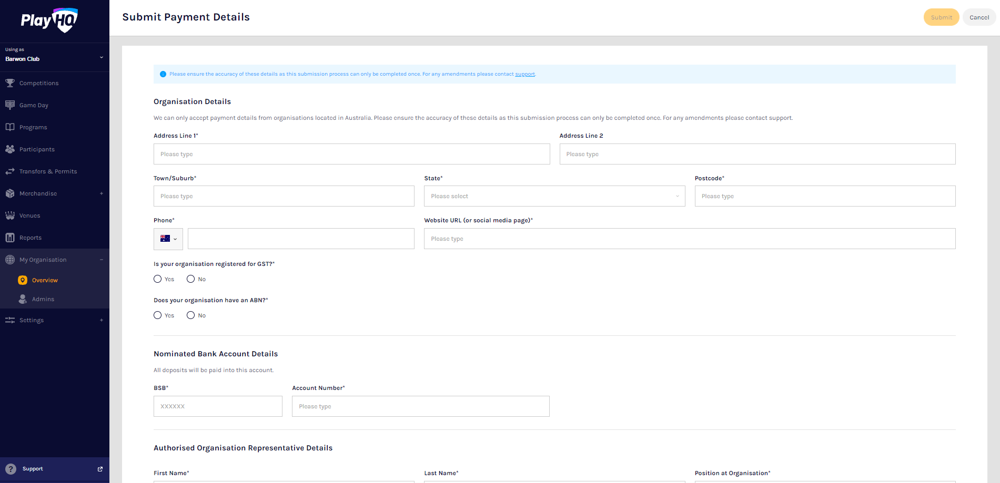 PlayHQ
Submit Payment Details
Submit
Cancel
Using as
Barwon Club
Competitions
Game Day
Programs
Participants
Transfers & Permits
Merchandise +
Venues
Reports
My Organisation −
Overview
Admins
Settings +
? Support
Please ensure the accuracy of these details as this submission process can only be completed once. For any amendments please contact support.
Organisation Details
We can only accept payment details from organisations located in Australia. Please ensure the accuracy of these details as this submission process can only be completed once. For any amendments please contact support.
Address Line 1* Address Line 2
Please type Please type
Town/Suburb* State* Postcode*
Please type Please select Please type
Phone* Website URL (or social media page)*
Please type
Is your organisation registered for GST?*
Yes No
Does your organisation have an ABN?*
Yes No
Nominated Bank Account Details
All deposits will be paid into this account.
BSB* Account Number*
XXXXXX Please type
Authorised Organisation Representative Details
First Name* Last Name* Position at Organisation*